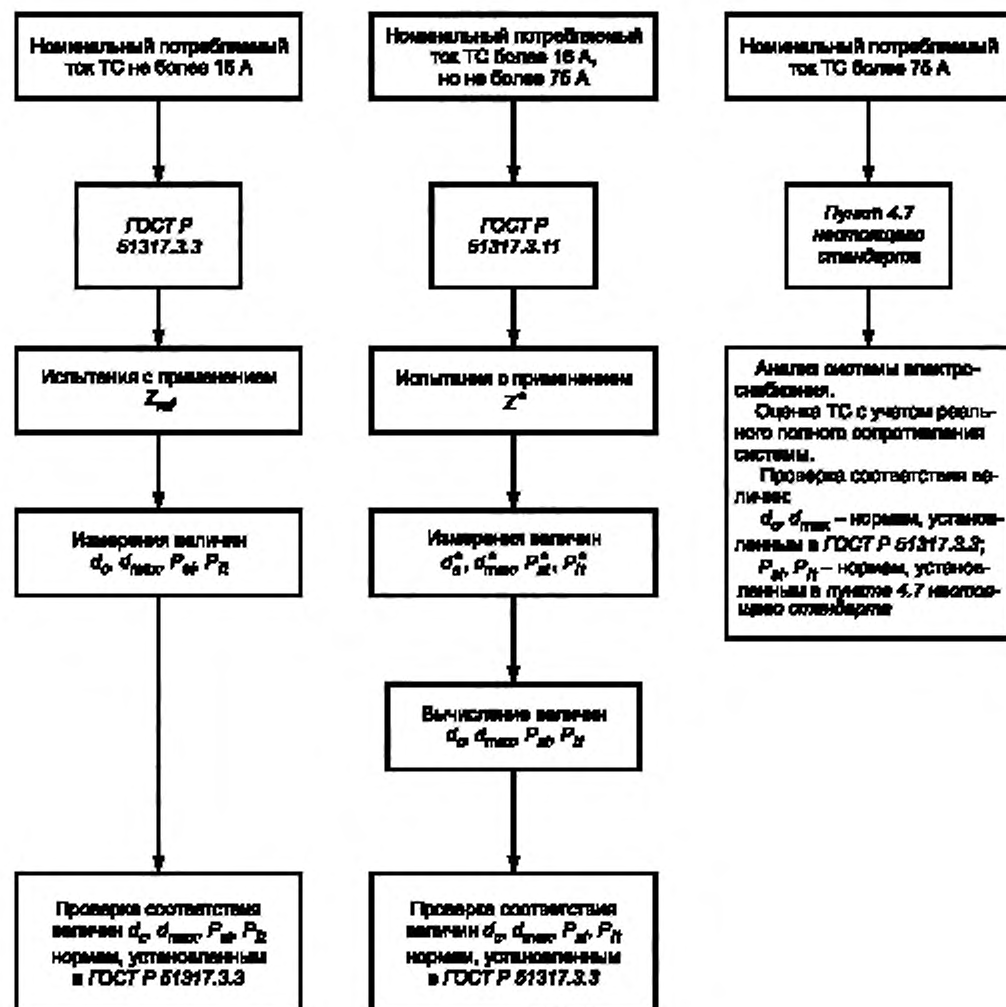 Номинальный потребляемый
ток ТС не более 16 А
ГОСТ Р
51317.3.3
Испытания с применением
Z_ref
Измерения величин
d_c, d_max, P_st, P_lt
Проверка соответствия
величин d_c, d_max, P_st, P_lt
нормам, установленным
в ГОСТ Р 51317.3.3
Номинальный потребляемый
ток ТС более 16 А,
но не более 75 А
ГОСТ Р
51317.3.11
Испытания с применением
Z*
Измерения величин
d_c*, d_max*, P_st*, P_lt*
Вычисление величин
d_c, d_max, P_st, P_lt
Проверка соответствия
величин d_c, d_max, P_st, P_lt
нормам, установленным
в ГОСТ Р 51317.3.3
Номинальный потребляемый
ток ТС более 75 А
Пункт 4.7
настоящего
стандарта
Анализ системы электро-
снабжения.
Оценка ТС с учетом реаль-
ного полного сопротивления
системы.
Проверка соответствия ве-
личин:
d_c, d_max – нормам, установ-
ленным в ГОСТ Р 51317.3.3;
P_st, P_lt – нормам, установ-
ленным в пункте 4.7 настоя-
щего стандарта